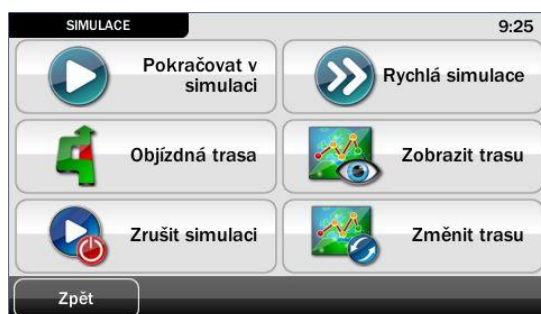 SIMULACE
9:25
Pokračovat v
simulaci
Rychlá simulace
Objízdná trasa
Zobrazit trasu
Zrušit simulaci
Změnit trasu
Zpět